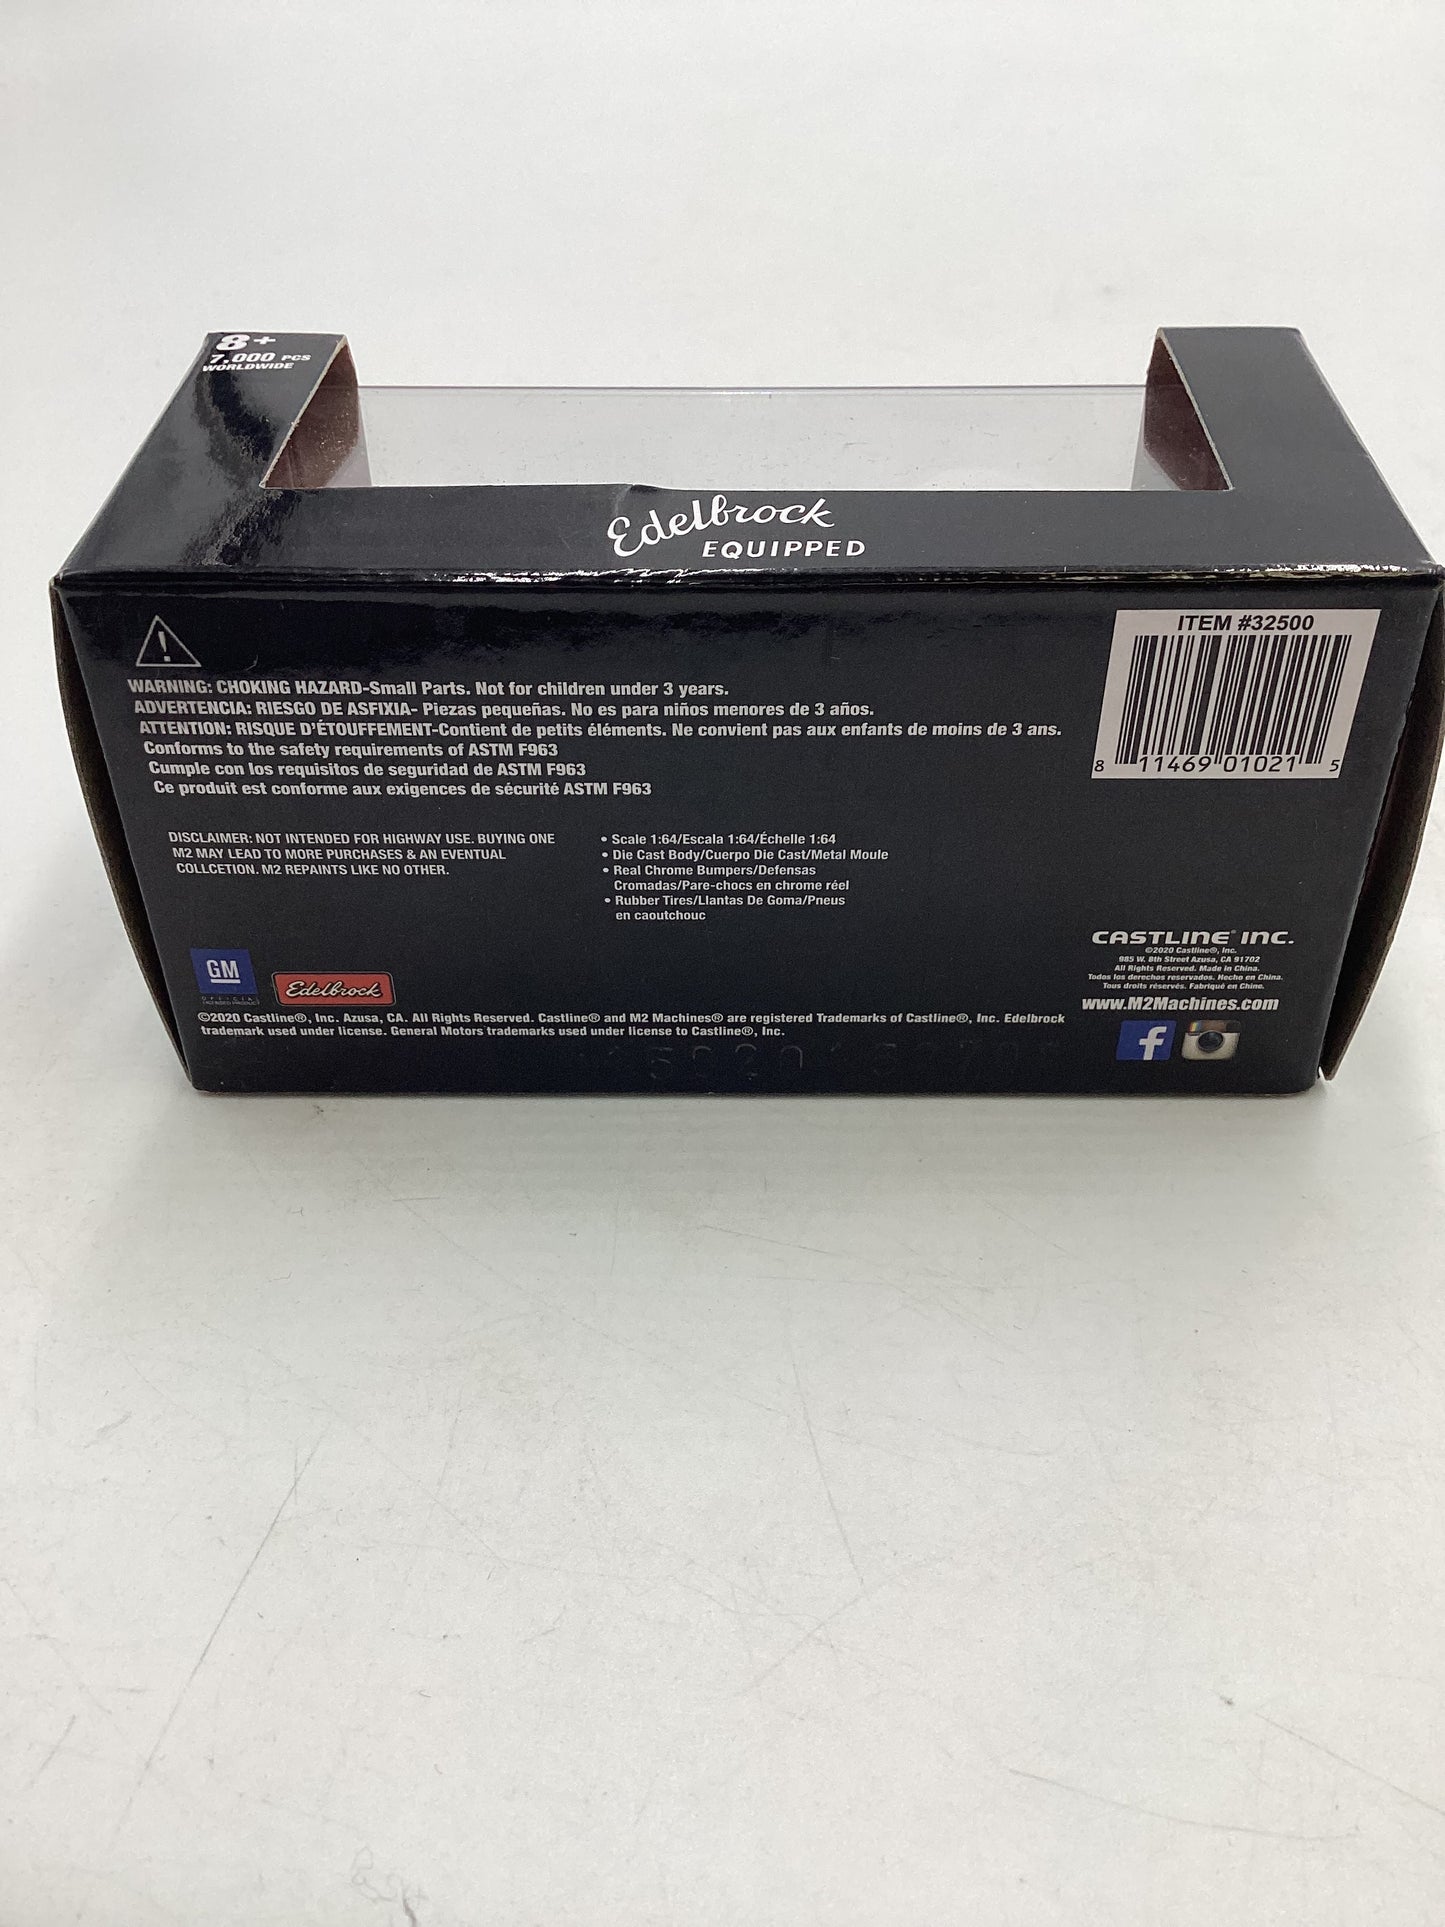 8+
7,000 PCS
WORLDWIDE
Edelbrock
EQUIPPED
ITEM #32500
8 11469 01021 5
WARNING: CHOKING HAZARD-Small Parts. Not for children under 3 years.
ADVERTENCIA: RIESGO DE ASFIXIA- Piezas pequeñas. No es para niños menores de 3 años.
ATTENTION: RISQUE D'ÉTOUFFEMENT-Contient de petits éléments. Ne convient pas aux enfants de moins de 3 ans.
Conforms to the safety requirements of ASTM F963
Cumple con los requisitos de seguridad de ASTM F963
Ce produit est conforme aux exigences de sécurité ASTM F963
DISCLAIMER: NOT INTENDED FOR HIGHWAY USE. BUYING ONE
M2 MAY LEAD TO MORE PURCHASES & AN EVENTUAL
COLLCETION. M2 REPAINTS LIKE NO OTHER.
• Scale 1:64/Escala 1:64/Échelle 1:64
• Die Cast Body/Cuerpo Die Cast/Metal Moule
• Real Chrome Bumpers/Defensas
Cromadas/Pare-chocs en chrome réel
• Rubber Tires/Llantas De Goma/Pneus
en caoutchouc
CASTLINE® INC.
©2020 Castline®, Inc.
985 W. 8th Street Azusa, CA 91702
All Rights Reserved. Made in China.
Todos los derechos reservados. Hecho en China.
Tous droits réservés. Fabriqué en Chine.
www.M2Machines.com
f
GM
OFFICIAL
LICENSED PRODUCT
Edelbrock
©2020 Castline®, Inc. Azusa, CA. All Rights Reserved. Castline® and M2 Machines® are registered Trademarks of Castline®, Inc. Edelbrock
trademark used under license. General Motors trademarks used under license to Castline®, Inc.